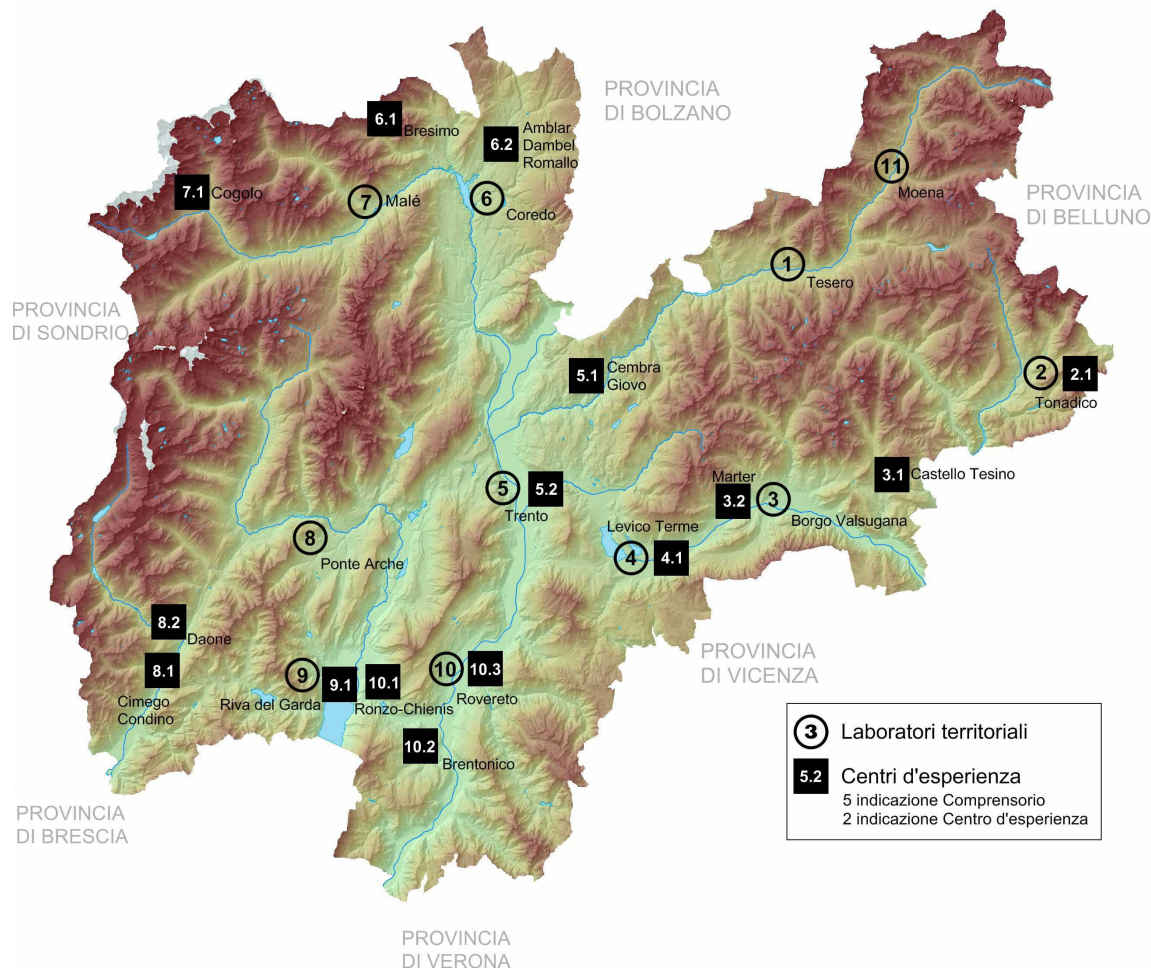 PROVINCIA
DI BOLZANO
6.1
Bresimo
6.2
Amblar
Dambel
Romallo
11
Moena
7.1
Cogolo
7
Malé
6
Coredo
PROVINCIA
DI BELLUNO
1
Tesero
PROVINCIA
DI SONDRIO
5.1
Cembra
Giovo
2
2.1
Tonadico
3.1
Castello Tesino
Marter
3.2
3
Borgo Valsugana
5
5.2
Trento
Levico Terme
4
4.1
8
Ponte Arche
8.2
Daone
8.1
Cimego
Condino
9
9.1
Riva del Garda
10.1
Ronzo-Chienis
10
10.3
Rovereto
10.2
Brentonico
PROVINCIA
DI VICENZA
3 Laboratori territoriali
5.2 Centri d'esperienza
5 indicazione Comprensorio
2 indicazione Centro d'esperienza
PROVINCIA
DI BRESCIA
PROVINCIA
DI VERONA